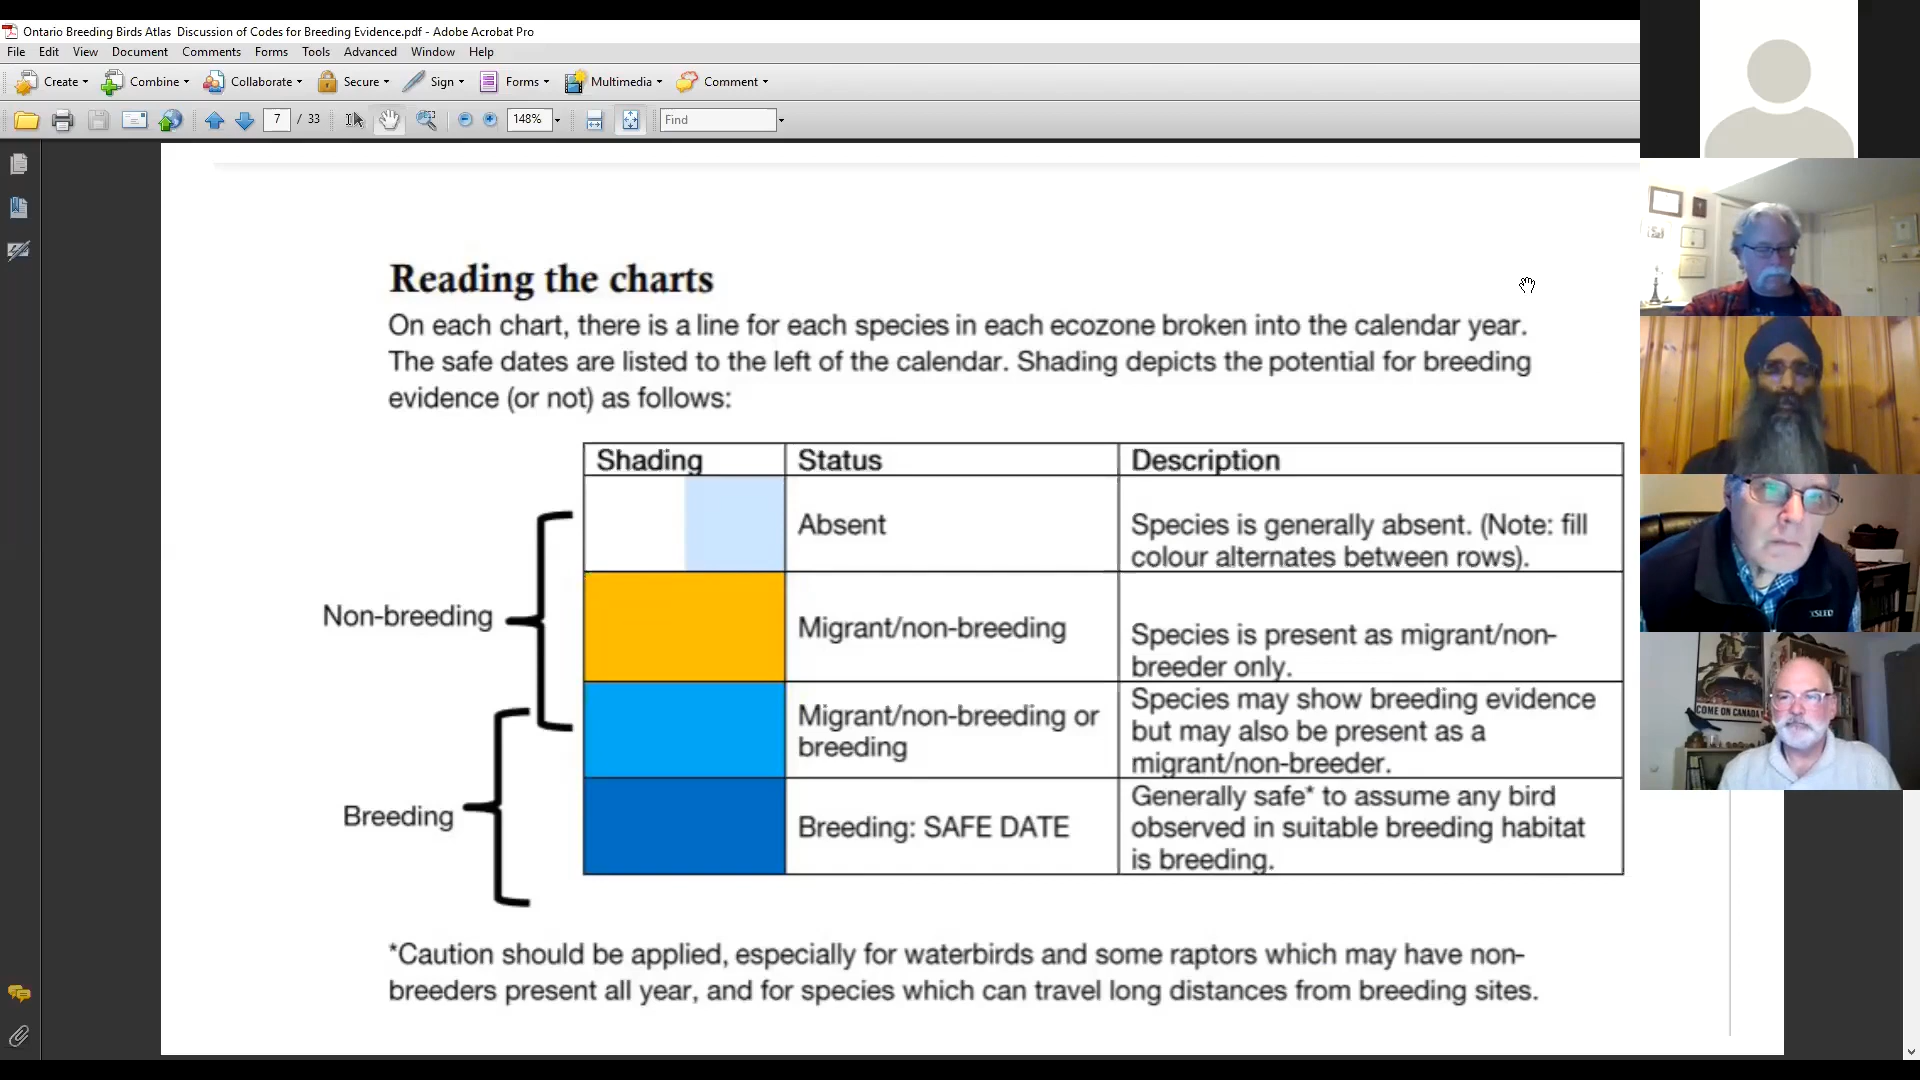 Ontario Breeding Birds Atlas  Discussion of Codes for Breeding Evidence.pdf - Adobe Acrobat Pro
File Edit View Document Comments Forms Tools Advanced Window Help
Create Combine Collaborate Secure Sign Forms Multimedia Comment
7 / 33 148% Find
Reading the charts
On each chart, there is a line for each species in each ecozone broken into the calendar year.
The safe dates are listed to the left of the calendar. Shading depicts the potential for breeding
evidence (or not) as follows:
Shading Status Description
Absent
Species is generally absent. (Note: fill
colour alternates between rows).
Non-breeding
Migrant/non-breeding
Species is present as migrant/non-
breeder only.
Migrant/non-breeding or
breeding
Species may show breeding evidence
but may also be present as a
migrant/non-breeder.
Breeding
Breeding: SAFE DATE
Generally safe* to assume any bird
observed in suitable breeding habitat
is breeding.
*Caution should be applied, especially for waterbirds and some raptors which may have non-
breeders present all year, and for species which can travel long distances from breeding sites.
COME ON CANADA